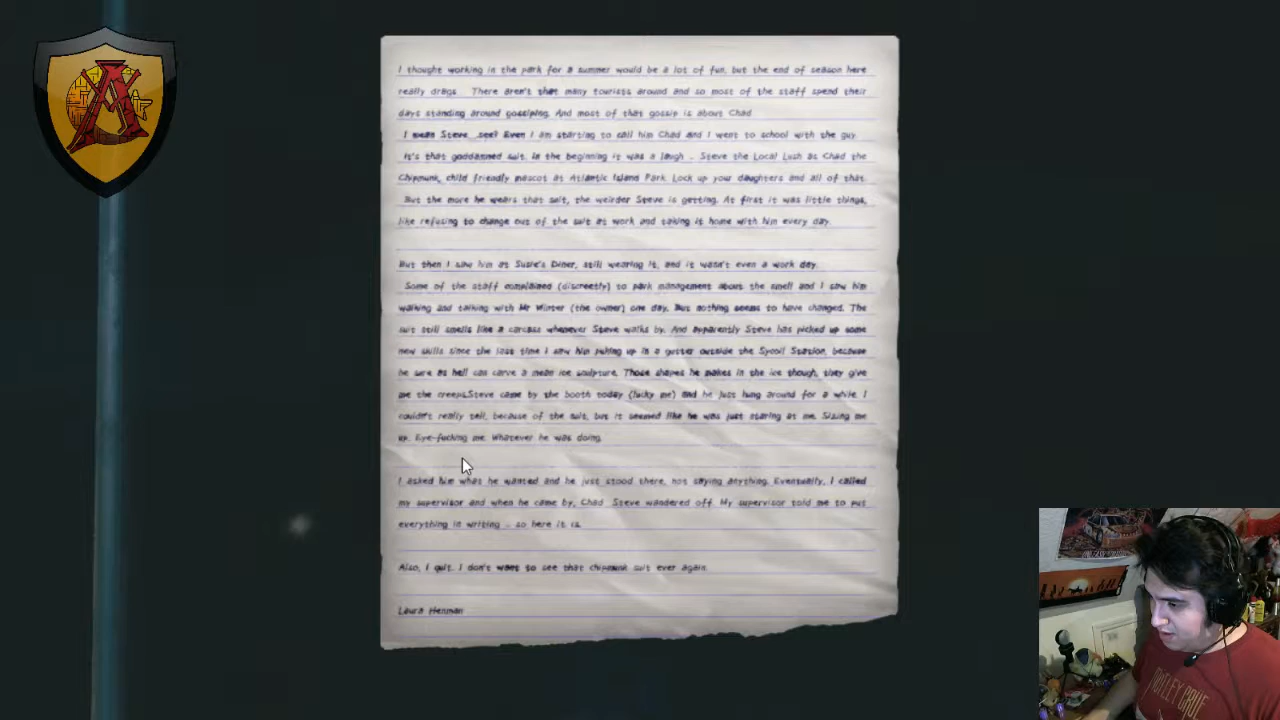 I thought working in the park for a summer would be a lot of fun, but the end of season here
really drags. There aren't that many tourists around and so most of the staff spend their
days standing around gossiping. And most of that gossip is about Chad
I mean Steve...see? Even I am starting to call him Chad and I went to school with the guy.
It's that goddamned suit. In the beginning it was a laugh - Steve the Local Lush as Chad the
Chipmunk, child friendly mascot at Atlantic Island Park. Lock up your daughters and all of that.
But the more he wears that suit, the weirder Steve is getting. At first it was little things,
like refusing to change out of the suit at work and taking it home with him every day.
But then I saw him at Susie's Diner, still wearing it, and it wasn't even a work day.
Some of the staff complained (discreetly) to park management about the smell and I saw him
walking and talking with Mr Winter (the owner) one day. But nothing seems to have changed. The
suit still smells like a carcass whenever Steve walks by. And apparently Steve has picked up some
new skills since the last time I saw him puking up in a gutter outside the Sycoil Station, because
he sure as hell can carve a mean ice sculpture. Those shapes he makes in the ice though, they give
me the creeps.Steve came by the booth today (lucky me) and he just hung around for a while. I
couldn't really tell, because of the suit, but it seemed like he was just staring at me. Sizing me
up. Eye-fucking me. Whatever he was doing.
I asked him what he wanted and he just stood there, not saying anything. Eventually, I called
my supervisor and when he came by, Chad...Steve wandered off. My supervisor told me to put
everything in writing - so here it is.
Also, I quit. I don't want to see that chipmunk suit ever again.
Laura Henman
A
MÖTLEY CRÜE